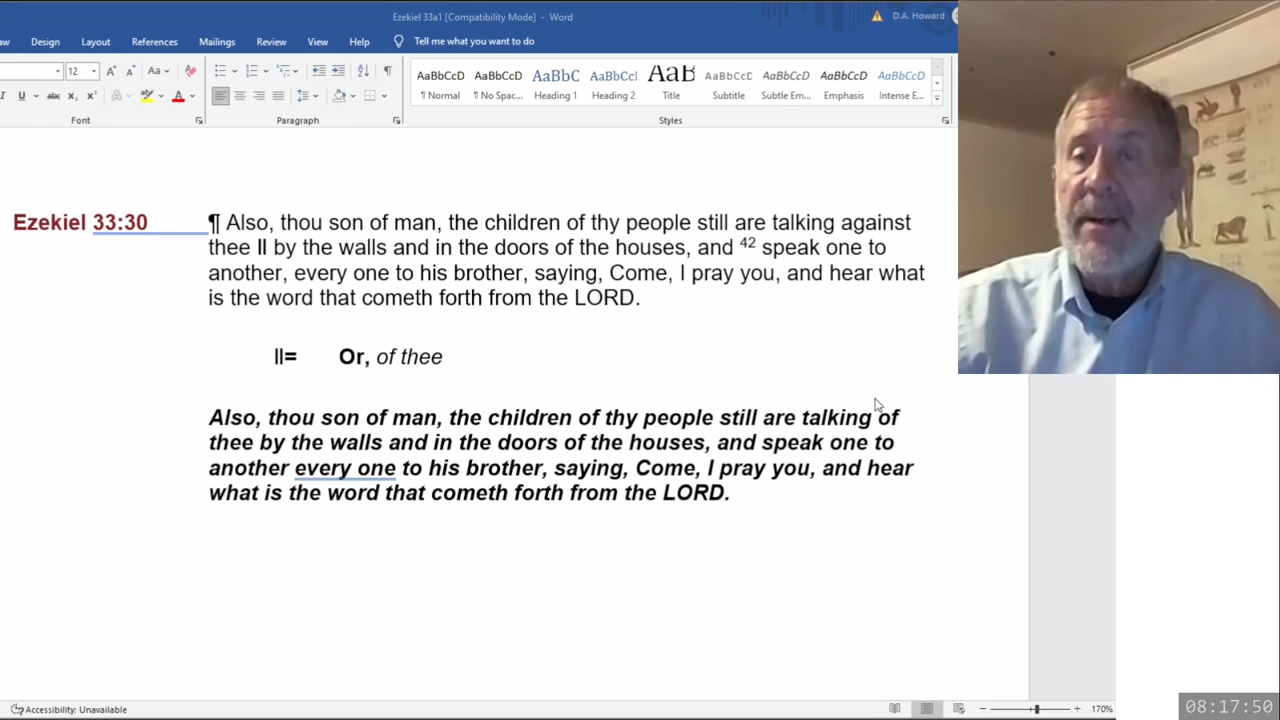 Ezekiel 33a1 [Compatibility Mode] - Word
D.A. Howard
Design Layout References Mailings Review View Help Tell me what you want to do
12 Aa
AaBbCcD AaBbCcD AaBbC AaBbCcl AaB AaBbCcD AaBbCcD AaBbCcD AaBbCcD
¶ Normal ¶ No Spac... Heading 1 Heading 2 Title Subtitle Subtle Em... Emphasis Intense E...
Font Paragraph Styles
Ezekiel 33:30 ¶ Also, thou son of man, the children of thy people still are talking against
thee ll by the walls and in the doors of the houses, and 42 speak one to
another, every one to his brother, saying, Come, I pray you, and hear what
is the word that cometh forth from the LORD.
ll= Or, of thee
Also, thou son of man, the children of thy people still are talking of
thee by the walls and in the doors of the houses, and speak one to
another every one to his brother, saying, Come, I pray you, and hear
what is the word that cometh forth from the LORD.
Accessibility: Unavailable
170%
08:17:50